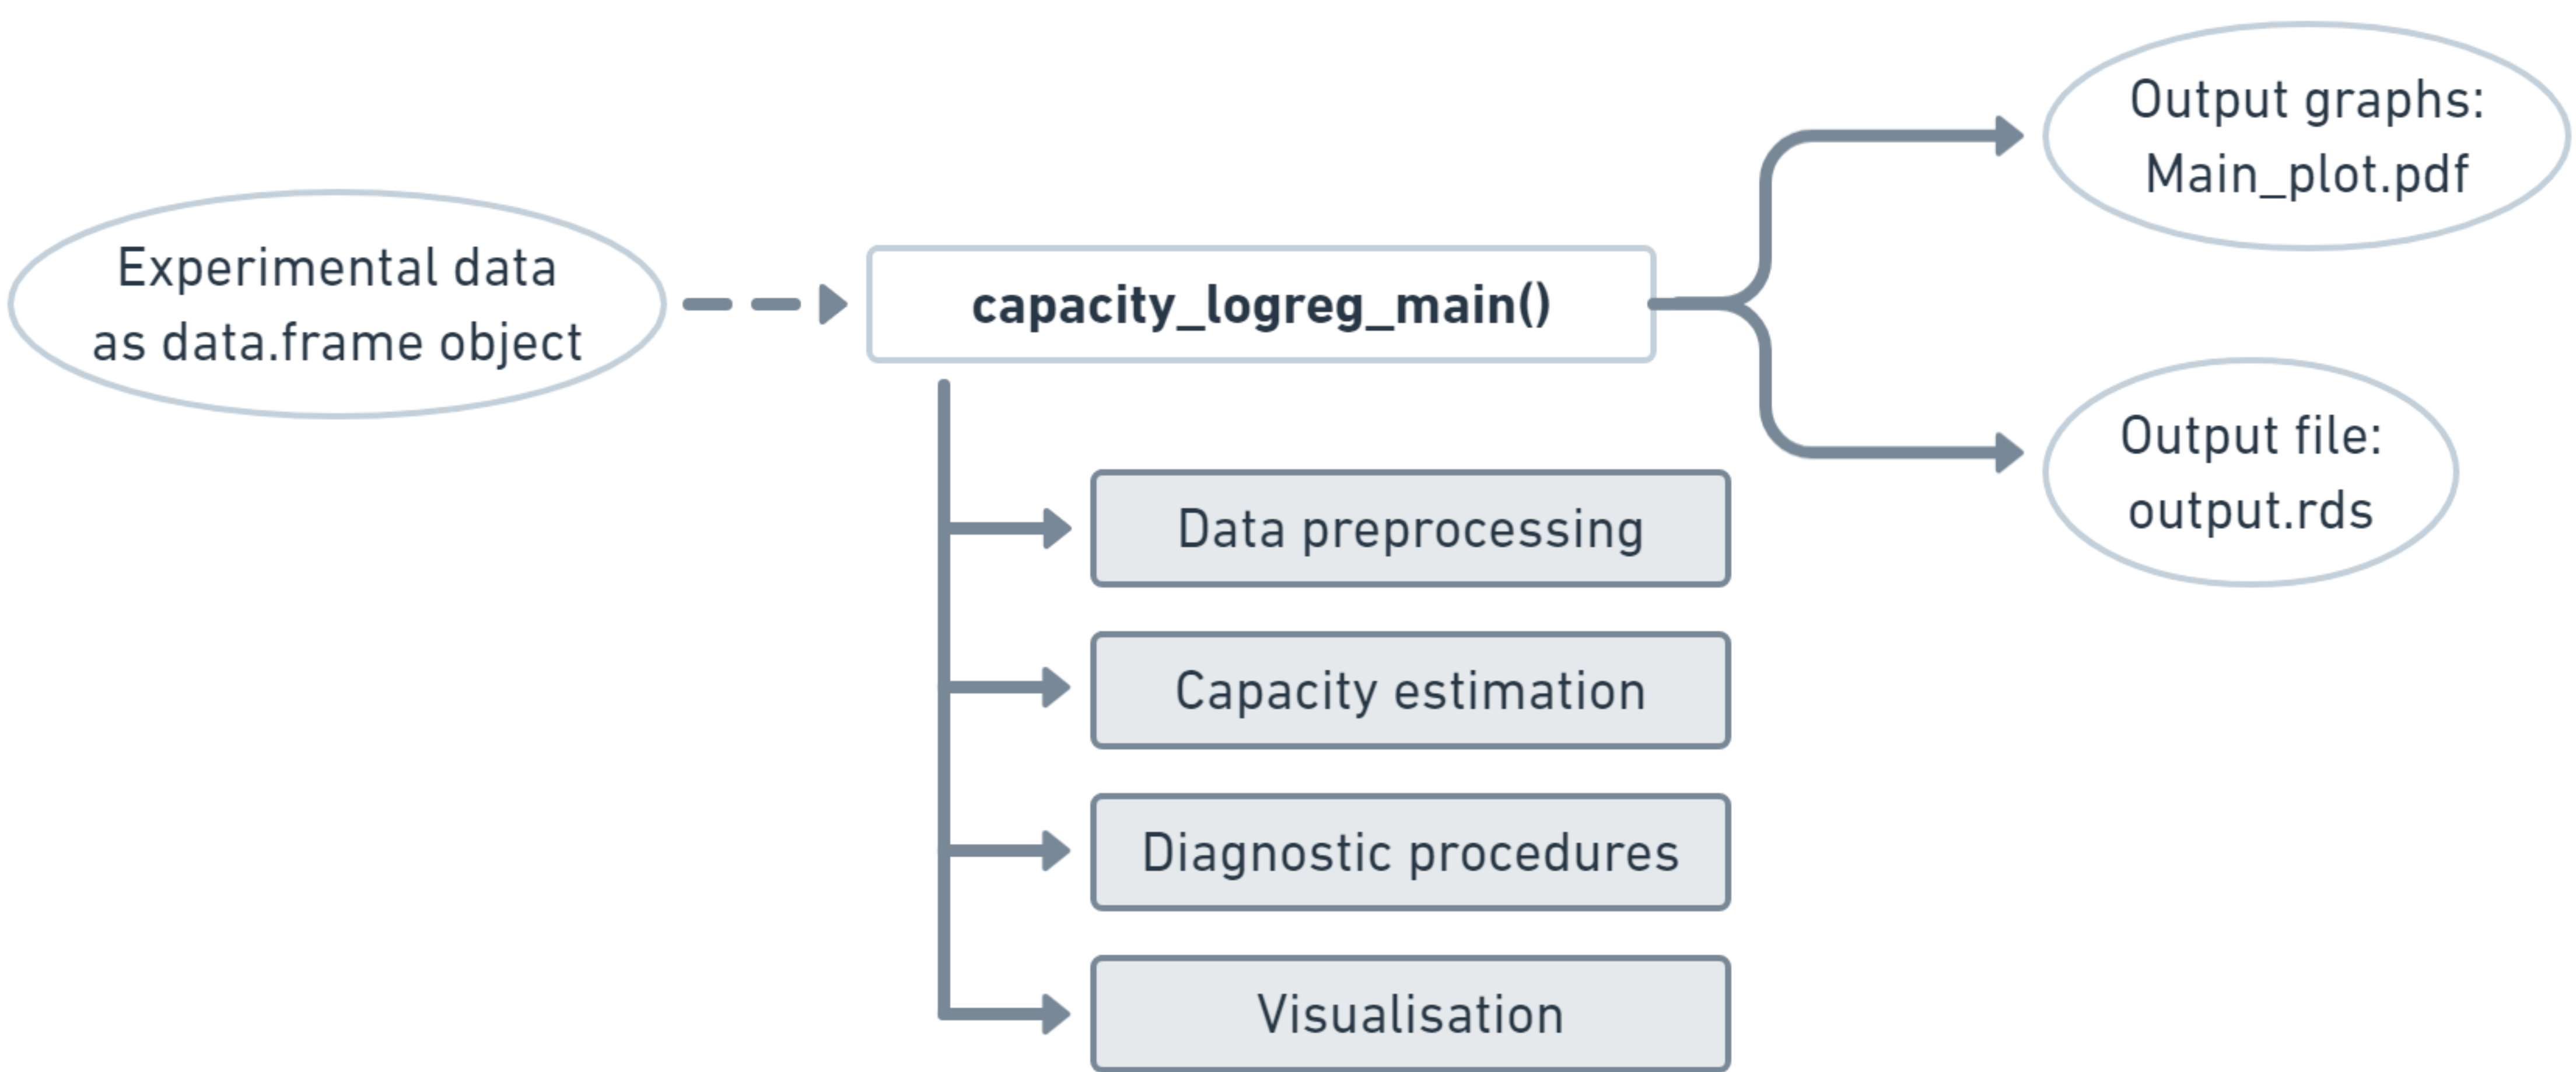 Experimental data
as data.frame object
capacity_logreg_main()
Output graphs:
Main_plot.pdf
Output file:
output.rds
Data preprocessing
Capacity estimation
Diagnostic procedures
Visualisation